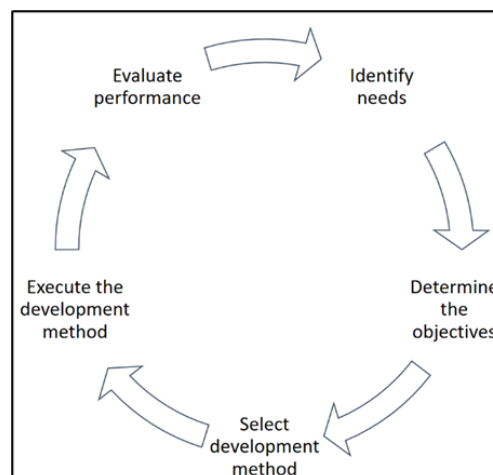 Evaluate
performance
Identify
needs
Determine
the
objectives
Select
development
method
Execute the
development
method